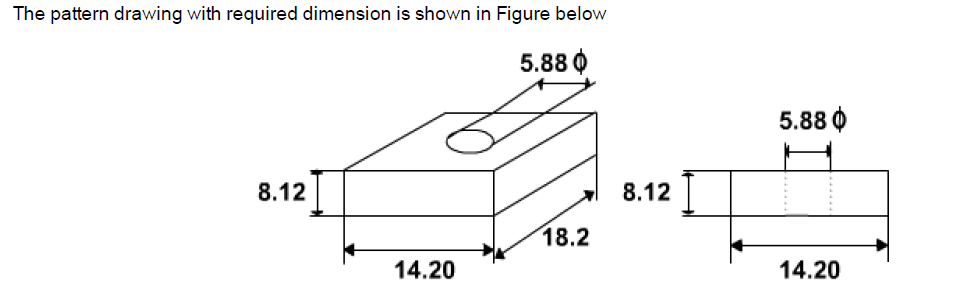 The pattern drawing with required dimension is shown in Figure below
5.88 ϕ
5.88 ϕ
8.12
8.12
18.2
14.20
14.20